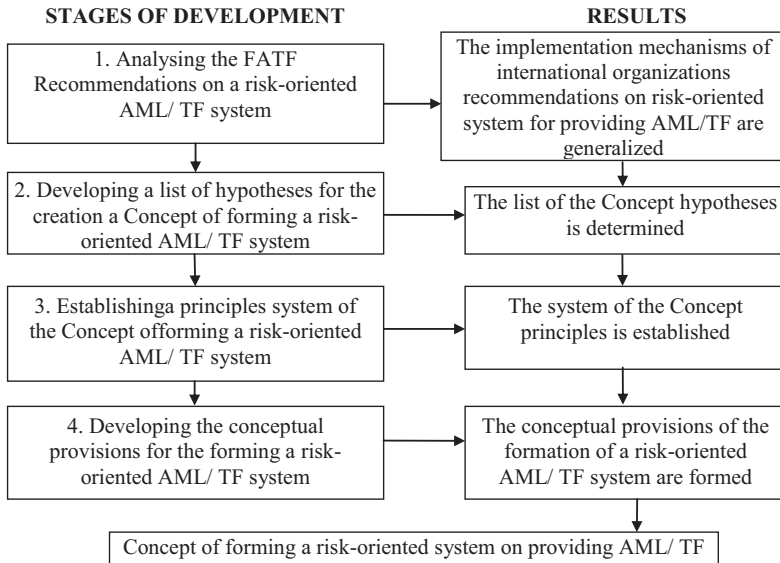 STAGES OF DEVELOPMENT
RESULTS
1. Analysing the FATF
Recommendations on a risk-oriented
AML/ TF system
The implementation mechanisms of
international organizations
recommendations on risk-oriented
system for providing AML/TF are
generalized
2. Developing a list of hypotheses for the
creation a Concept of forming a risk-
oriented AML/ TF system
The list of the Concept hypotheses
is determined
3. Establishinga principles system of
the Concept offorming a risk-oriented
AML/ TF system
The system of the Concept
principles is established
4. Developing the conceptual
provisions for the forming a risk-
oriented AML/ TF system
The conceptual provisions of the
formation of a risk-oriented
AML/ TF system are formed
Concept of forming a risk-oriented system on providing AML/ TF